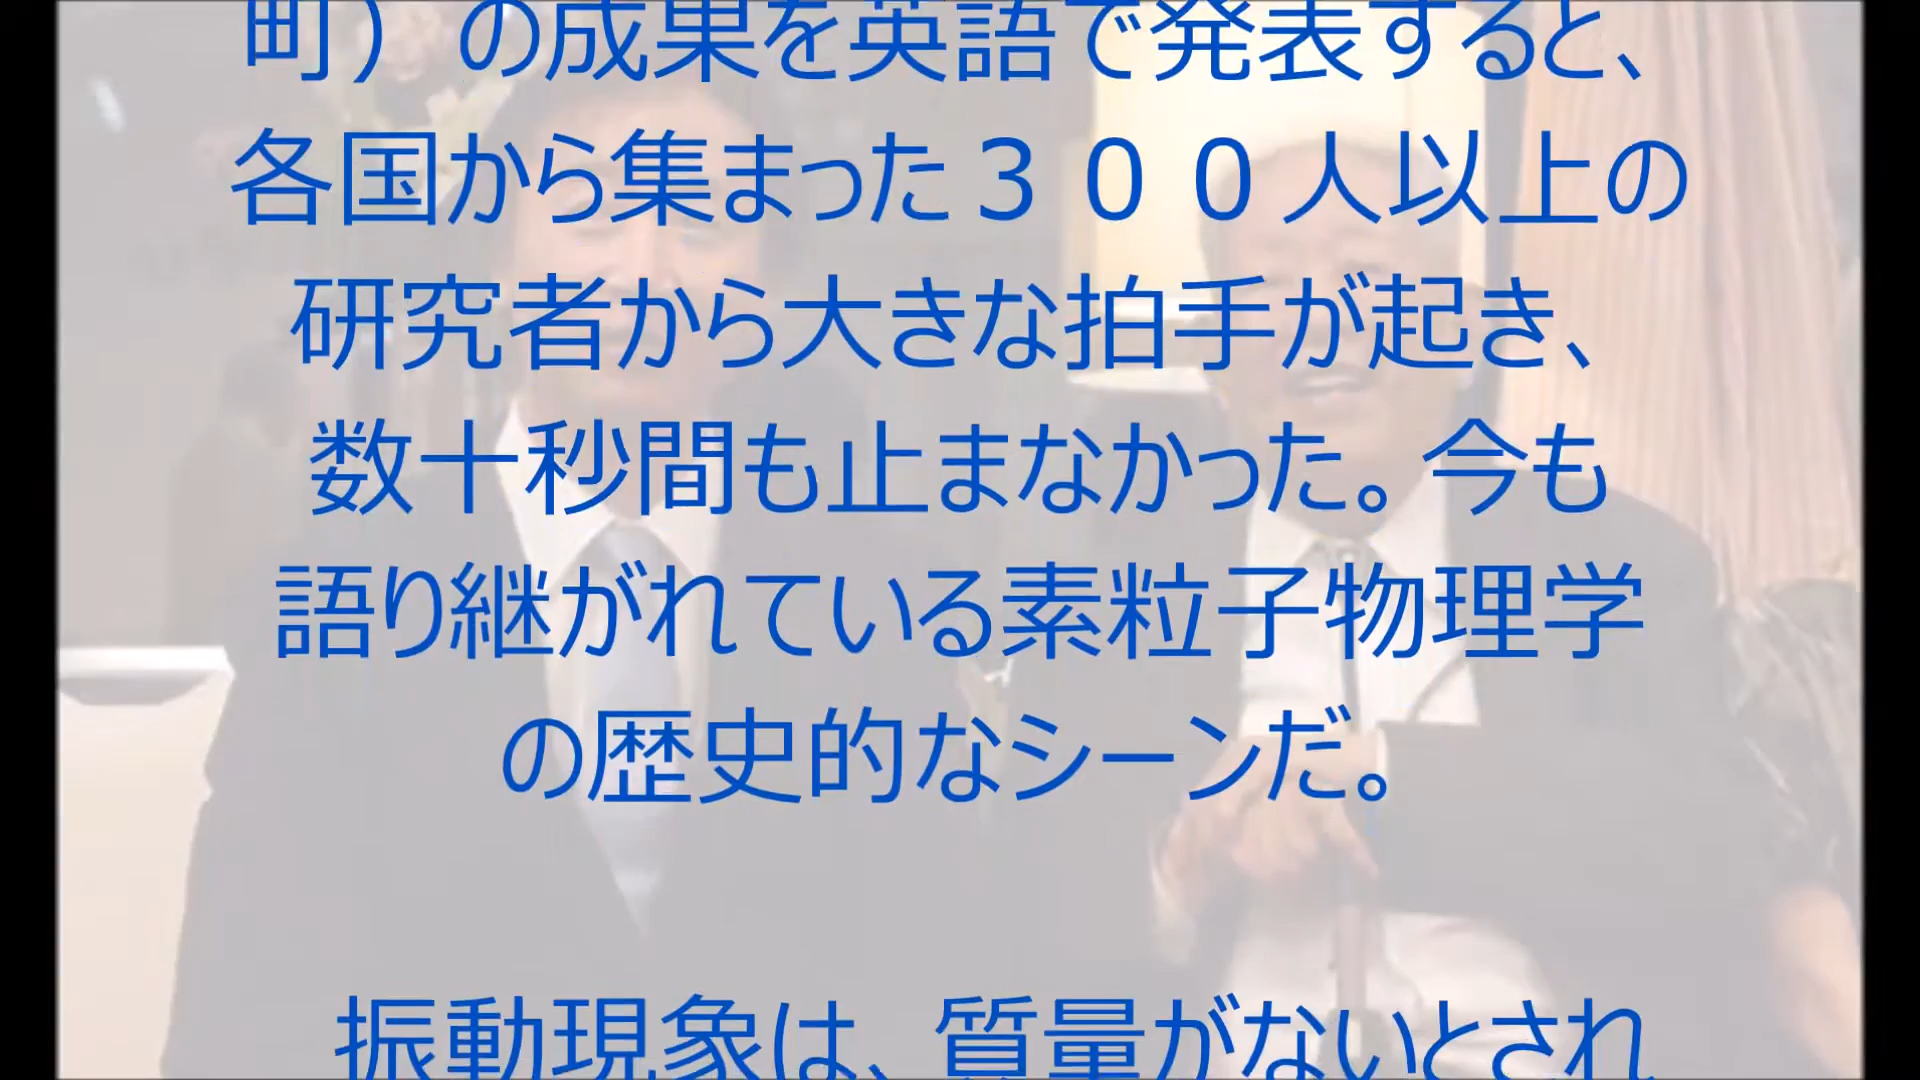 町）の成果を英語で発表すると、
各国から集まった３００人以上の
研究者から大きな拍手が起き、
数十秒間も止まなかった。今も
語り継がれている素粒子物理学
の歴史的なシーンだ。
振動現象は、質量がないとされ